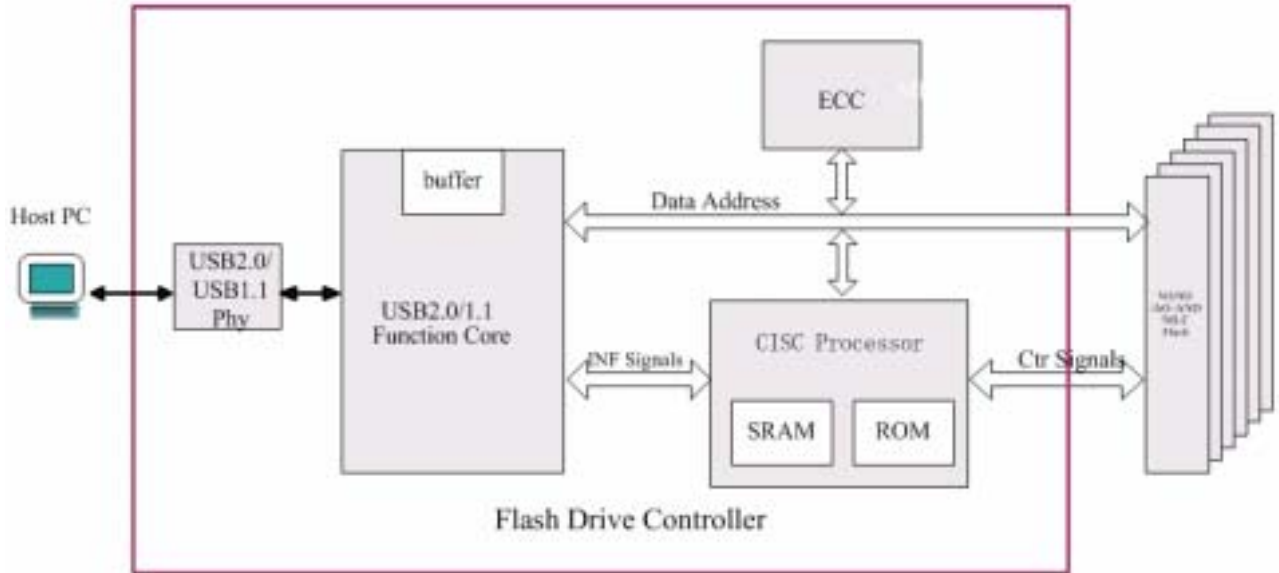 ECC
buffer
Data Address
Host PC
USB2.0/
USB1.1
Phy
USB2.0/1.1
Function Core
CISC Processor
INF Signals
Ctr Signals
SRAM
ROM
Flash
Flash Drive Controller